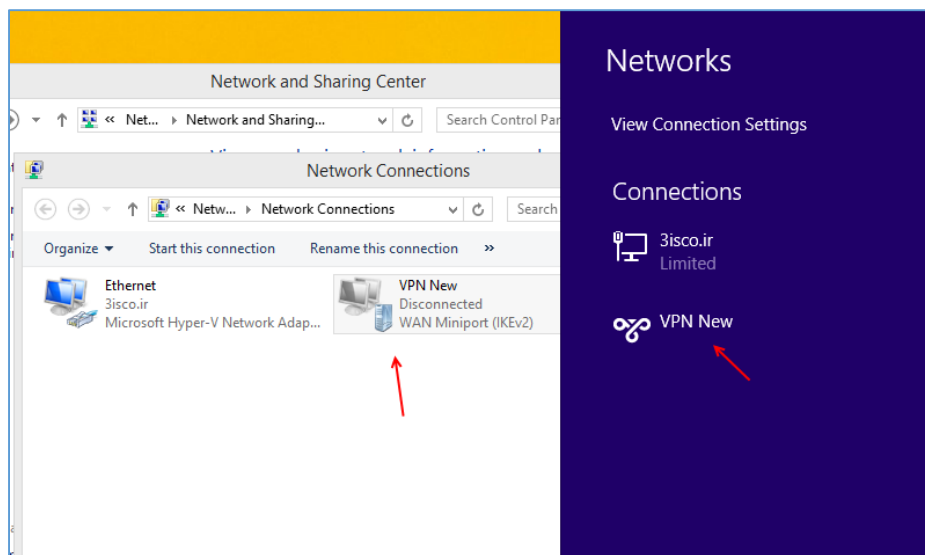 Network and Sharing Center
« Net... Network and Sharing...
Search Control Par
Network Connections
« Netw... Network Connections
Search
Organize
Start this connection
Rename this connection
»
Ethernet
3isco.ir
Microsoft Hyper-V Network Adap...
VPN New
Disconnected
WAN Miniport (IKEv2)
Networks
View Connection Settings
Connections
3isco.ir
Limited
VPN New